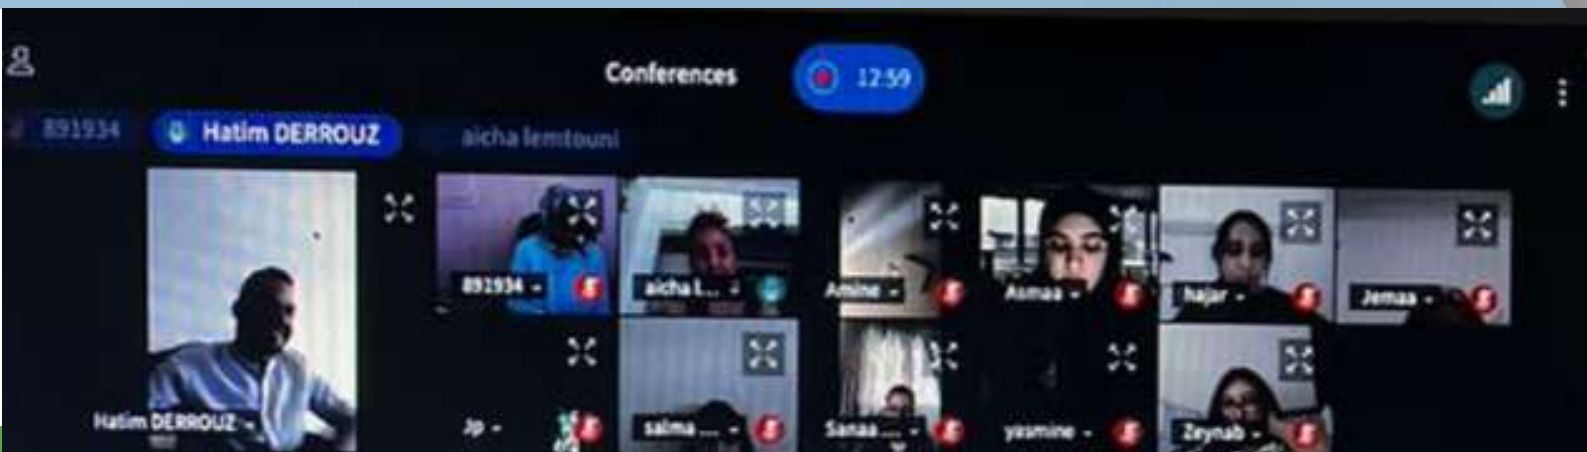 Conferences 12:59
891934 Hatim DERROUZ aicha lemtouni
891934 aicha l... Amine Asmaa hajar Jemaa
Hatim DERROUZ Jp salma ... Sanaa ... yasmine Zeynab